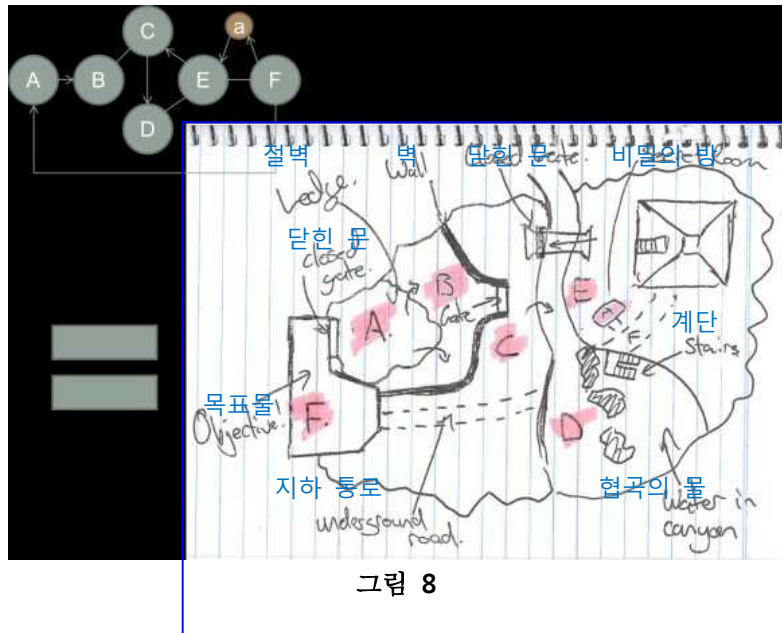 C
a
A
B
E
F
D
절벽
벽
닫힌 문
비밀의 방
Wall
Ledge.
닫힌 문
closed
gate.
B
E
A.
Gate
계단
F
C
Stairs
목표물
Objective!
F.
D
지하 통로
협곡의 물
underground
road.
Water in
canyon
그림 8